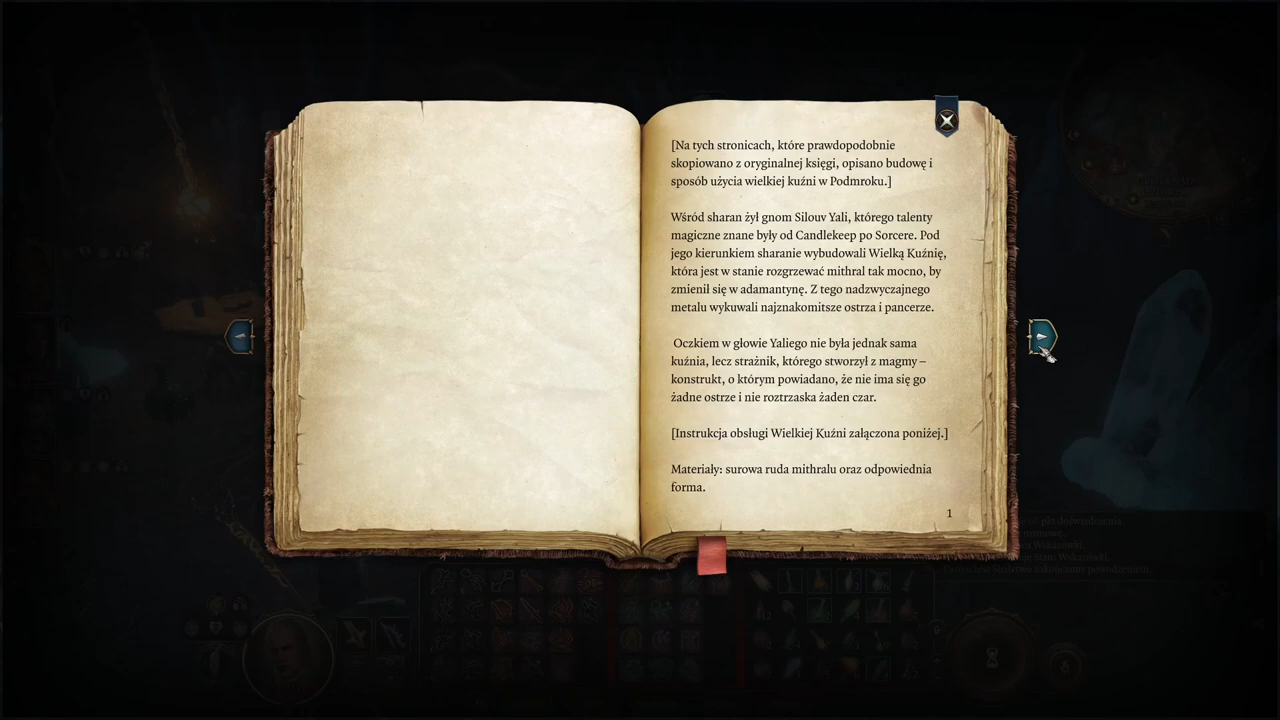 [Na tych stronicach, które prawdopodobnie
skopiowano z oryginalnej księgi, opisano budowę i
sposób użycia wielkiej kuźni w Podmroku.]
Wśród sharan żył gnom Silouv Yali, którego talenty
magiczne znane były od Candlekeep po Sorcere. Pod
jego kierunkiem sharanie wybudowali Wielką Kuźnię,
która jest w stanie rozgrzewać mithral tak mocno, by
zmienił się w adamantynę. Z tego nadzwyczajnego
metalu wykuwali najznakomitsze ostrza i pancerze.
Oczkiem w głowie Yaliego nie była jednak sama
kuźnia, lecz strażnik, którego stworzył z magmy –
konstrukt, o którym powiadano, że nie ima się go
żadne ostrze i nie roztrzaska żaden czar.
[Instrukcja obsługi Wielkiej Kuźni załączona poniżej.]
Materiały: surowa ruda mithralu oraz odpowiednia
forma.
1
pkt doświadczenia.